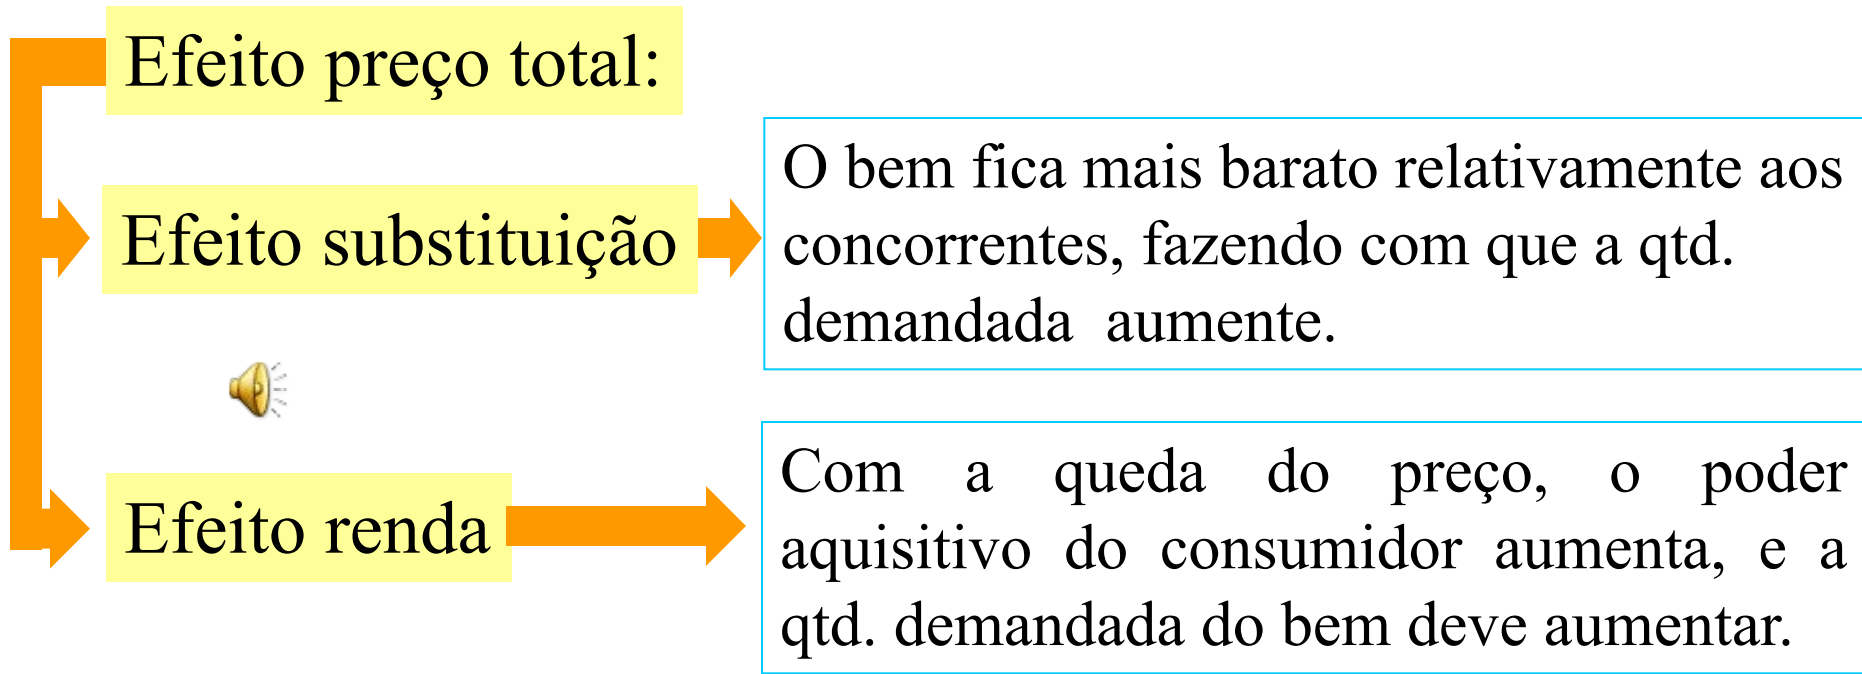 Efeito preço total:
Efeito substituição
O bem fica mais barato relativamente aos
concorrentes, fazendo com que a qtd.
demandada aumente.
Efeito renda
Com a queda do preço, o poder
aquisitivo do consumidor aumenta, e a
qtd. demandada do bem deve aumentar.